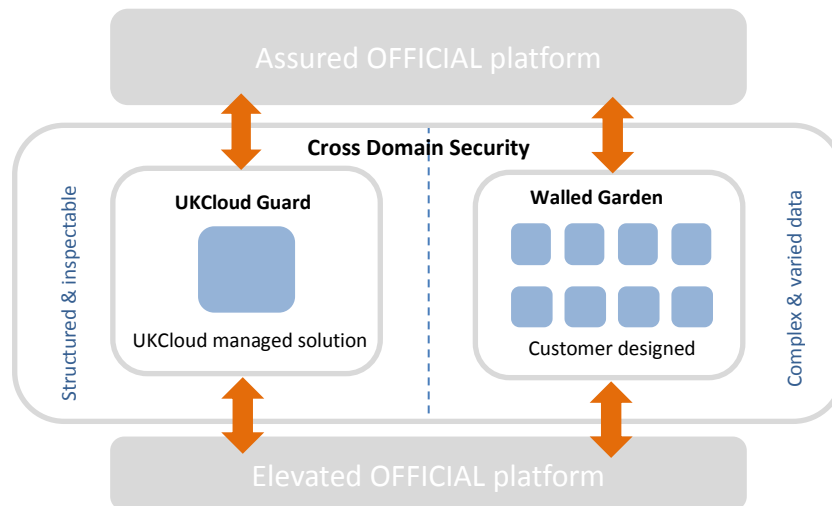 Assured OFFICIAL platform
Cross Domain Security
Structured & inspectable
UKCloud Guard
UKCloud managed solution
Walled Garden
Customer designed
Complex & varied data
Elevated OFFICIAL platform